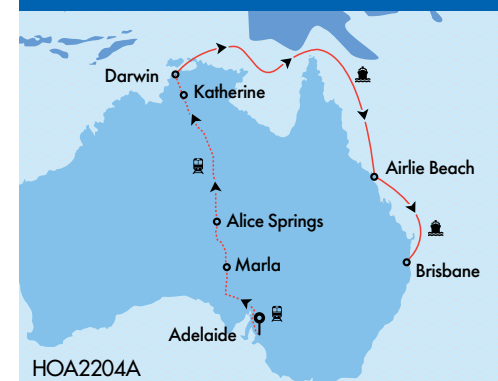 Darwin
Katherine
Airlie Beach
Alice Springs
Marla
Brisbane
Adelaide
HOA2204A